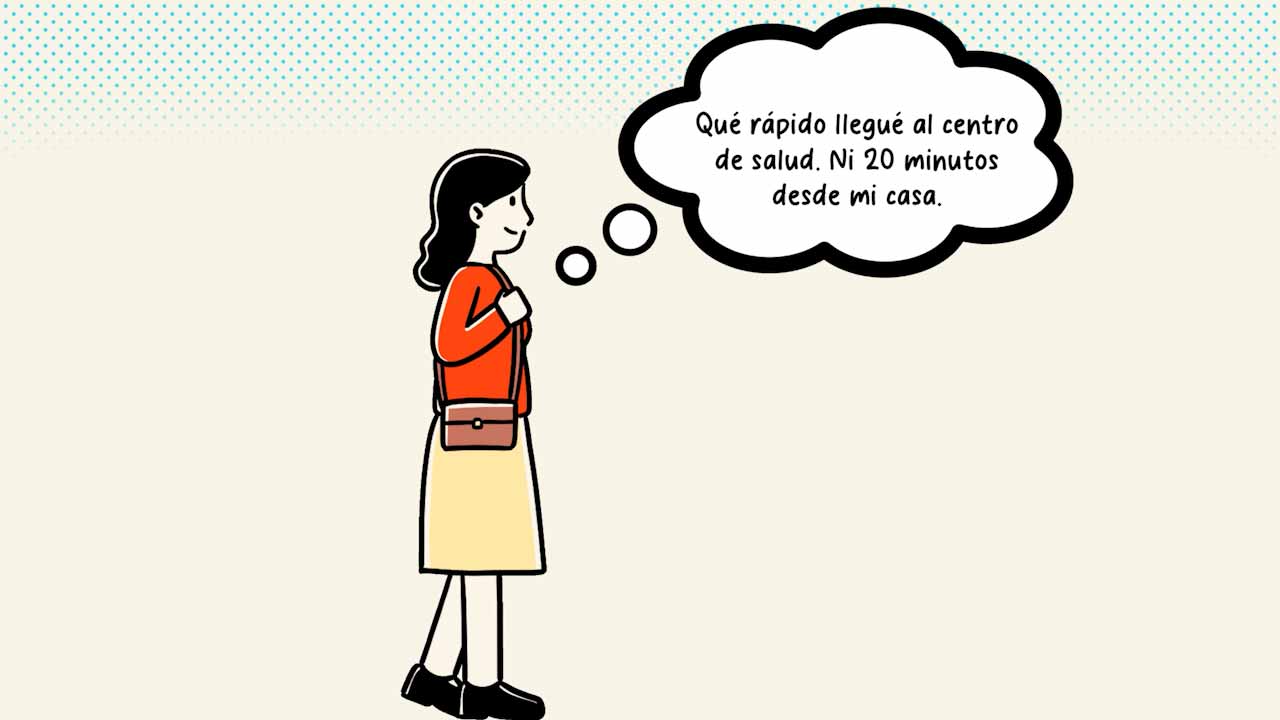 Qué rápido llegué al centro
de salud. Ni 20 minutos
desde mi casa.